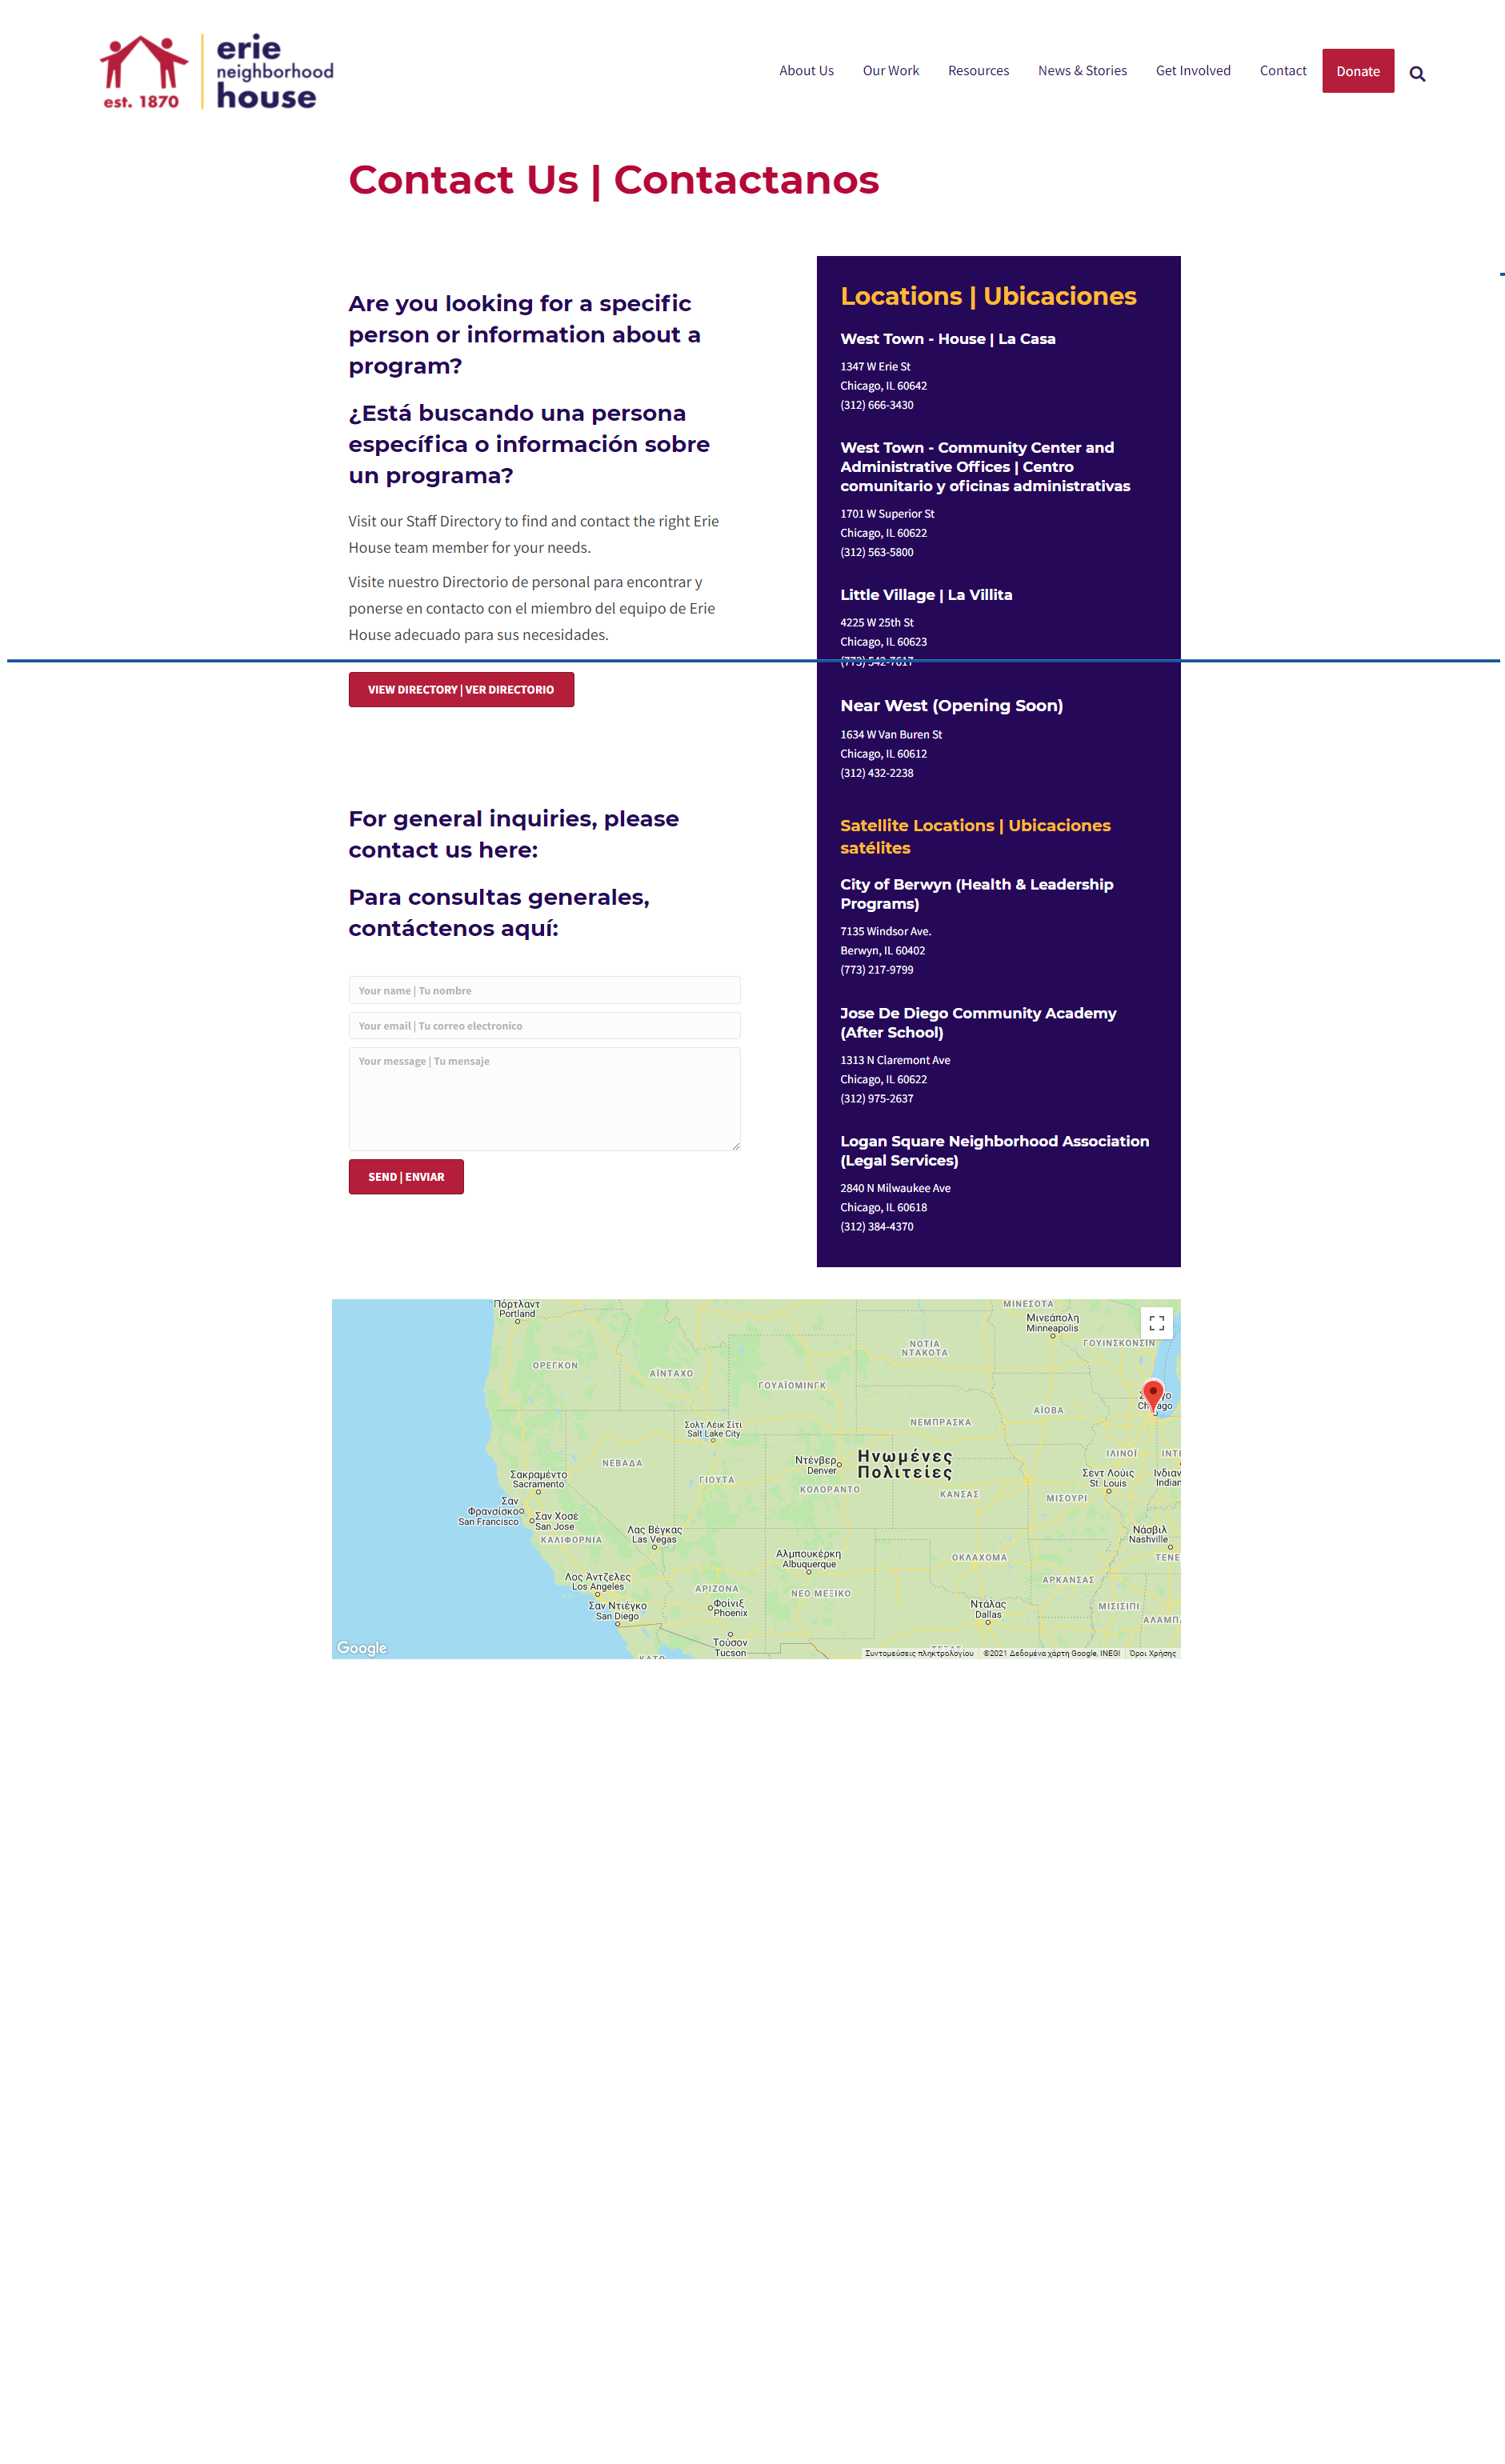 erie
neighborhood
house
est. 1870
About Us Our Work Resources News & Stories Get Involved Contact Donate
Contact Us | Contactanos
Are you looking for a specific
person or information about a
program?
¿Está buscando una persona
específica o información sobre
un programa?
Visit our Staff Directory to find and contact the right Erie
House team member for your needs.
Visite nuestro Directorio de personal para encontrar y
ponerse en contacto con el miembro del equipo de Erie
House adecuado para sus necesidades.
VIEW DIRECTORY | VER DIRECTORIO
For general inquiries, please
contact us here:
Para consultas generales,
contáctenos aquí:
Your name | Tu nombre
Your email | Tu correo electronico
Your message | Tu mensaje
SEND | ENVIAR
Locations | Ubicaciones
West Town - House | La Casa
1347 W Erie St
Chicago, IL 60642
(312) 666-3430
West Town - Community Center and
Administrative Offices | Centro
comunitario y oficinas administrativas
1701 W Superior St
Chicago, IL 60622
(312) 563-5800
Little Village | La Villita
4225 W 25th St
Chicago, IL 60623
(773) 542-7617
Near West (Opening Soon)
1634 W Van Buren St
Chicago, IL 60612
(312) 432-2238
Satellite Locations | Ubicaciones
satélites
City of Berwyn (Health & Leadership
Programs)
7135 Windsor Ave.
Berwyn, IL 60402
(773) 217-9799
Jose De Diego Community Academy
(After School)
1313 N Claremont Ave
Chicago, IL 60622
(312) 975-2637
Logan Square Neighborhood Association
(Legal Services)
2840 N Milwaukee Ave
Chicago, IL 60618
(312) 384-4370
Πόρτλαντ
Portland
ΜΙΝΕΣΟΤΑ
Μινεάπολη
Minneapolis
ΓΟΥΙΣΚΟΝΣΙΝ
ΝΟΤΙΑ
ΝΤΑΚΟΤΑ
ΟΡΕΓΚΟΝ
ΑΪΝΤΑΧΟ
ΓΟΥΑΪΟΜΙΝΓΚ
ΑΪΟΒΑ
ΝΕΜΠΡΑΣΚΑ
Σολτ Λέικ Σίτι
Salt Lake City
Ηνωμένες
Πολιτείες
ΙΛΙΝΟΪ
ΝΕΒΑΔΑ
Ντένβερ
Denver
Σακραμέντο
Sacramento
ΓΙΟΥΤΑ
ΚΟΛΟΡΑΝΤΟ
ΚΑΝΣΑΣ
Σεντ Λούις
St. Louis
ΜΙΣΟΥΡΙ
Σαν
Φρανσίσκο
San Francisco
Σαν Χοσέ
San Jose
ΚΑΛΙΦΟΡΝΙΑ
Λας Βέγκας
Las Vegas
Νάσβιλ
Nashville
Αλμπουκέρκη
Albuquerque
ΟΚΛΑΧΟΜΑ
Λος Άντζελες
Los Angeles
ΑΡΙΖΟΝΑ
ΝΕΟ ΜΕΞΙΚΟ
ΑΡΚΑΝΣΑΣ
Σαν Ντιέγκο
San Diego
Φοίνιξ
Phoenix
Ντάλας
Dallas
ΜΙΣΙΣΙΠΙ
Τούσον
Tucson
Google
Συντομεύσεις πληκτρολογίου ©2021 Δεδομένα χάρτη Google, INEGI Όροι Χρήσης